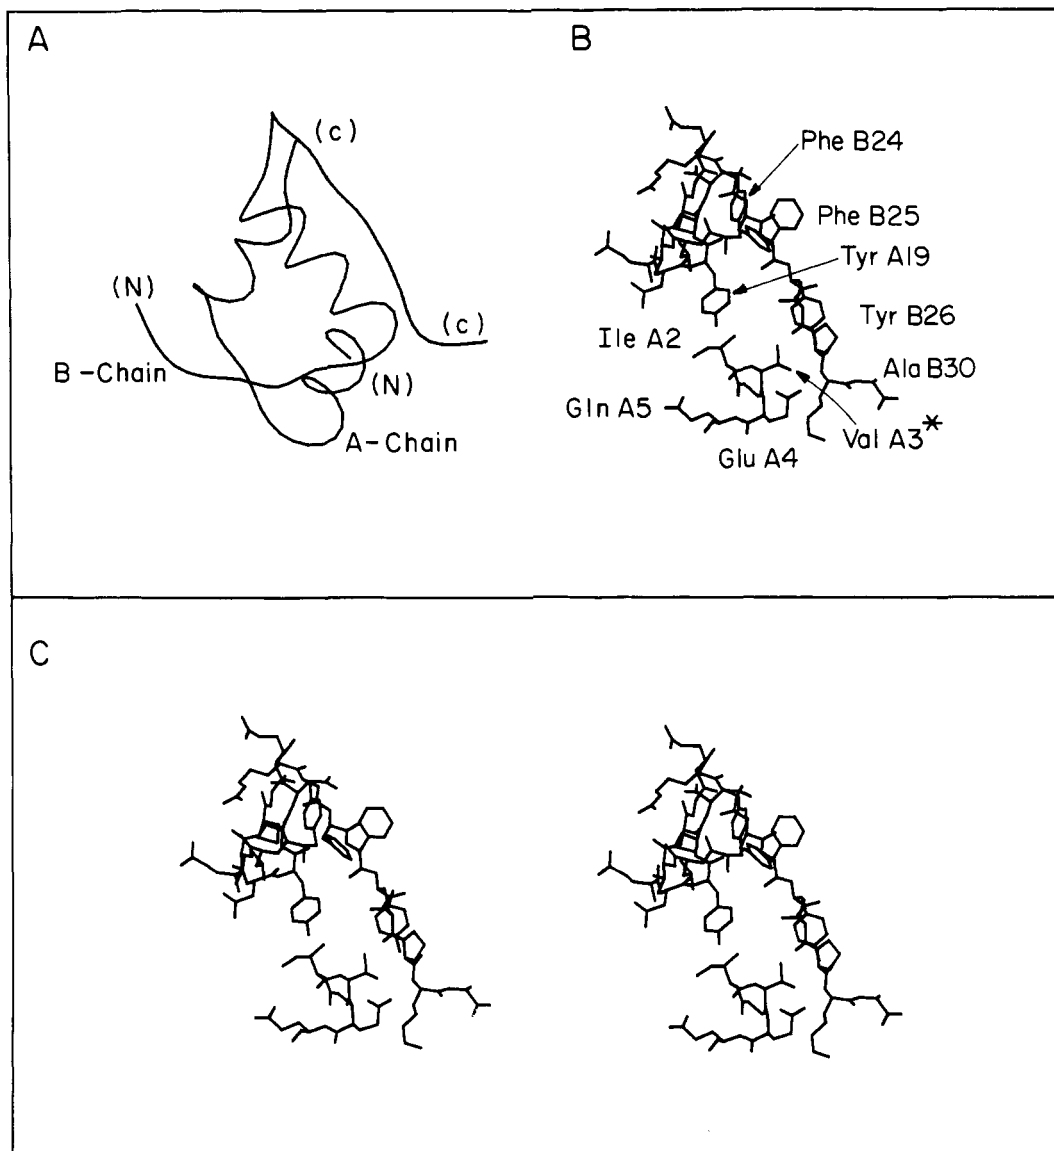 A
(c)
(N)
(c)
B-Chain
(N)
A-Chain
B
Phe B24
Phe B25
Tyr A19
Tyr B26
Ile A2
Ala B30
Gln A5
Val A3*
Glu A4
C